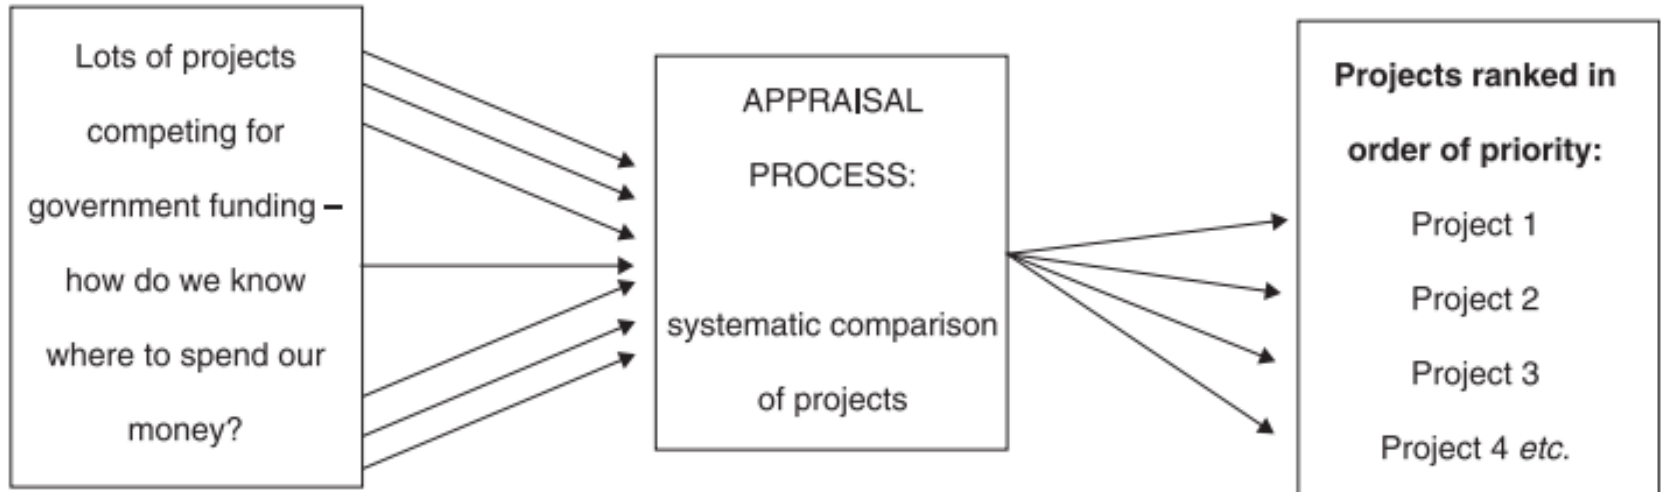 Lots of projects
competing for
government funding –
how do we know
where to spend our
money?
APPRAISAL
PROCESS:
systematic comparison
of projects
Projects ranked in
order of priority:
Project 1
Project 2
Project 3
Project 4 etc.